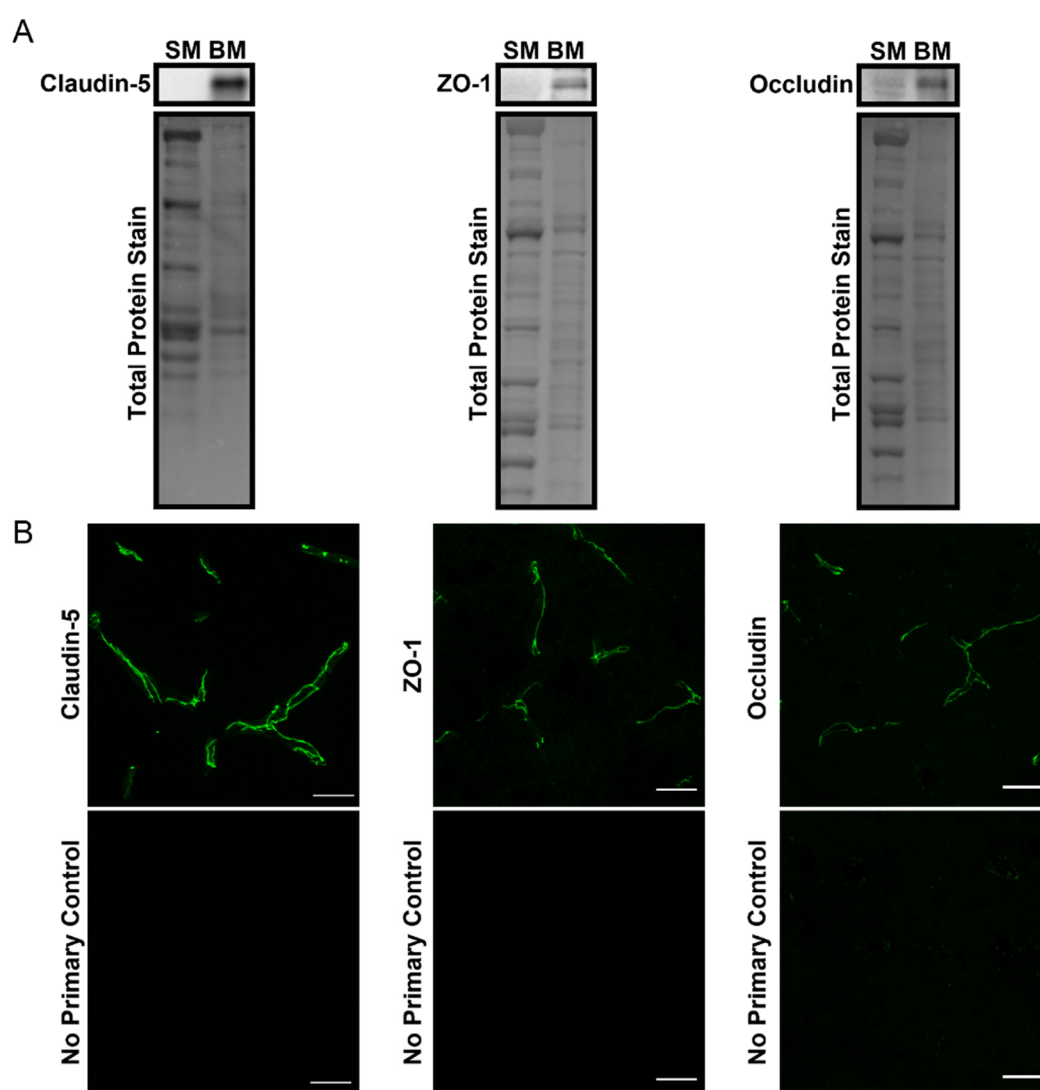 A
SM BM
SM BM
SM BM
Claudin-5
ZO-1
Occludin
Total Protein Stain
Total Protein Stain
Total Protein Stain
B
Claudin-5
ZO-1
Occludin
No Primary Control
No Primary Control
No Primary Control